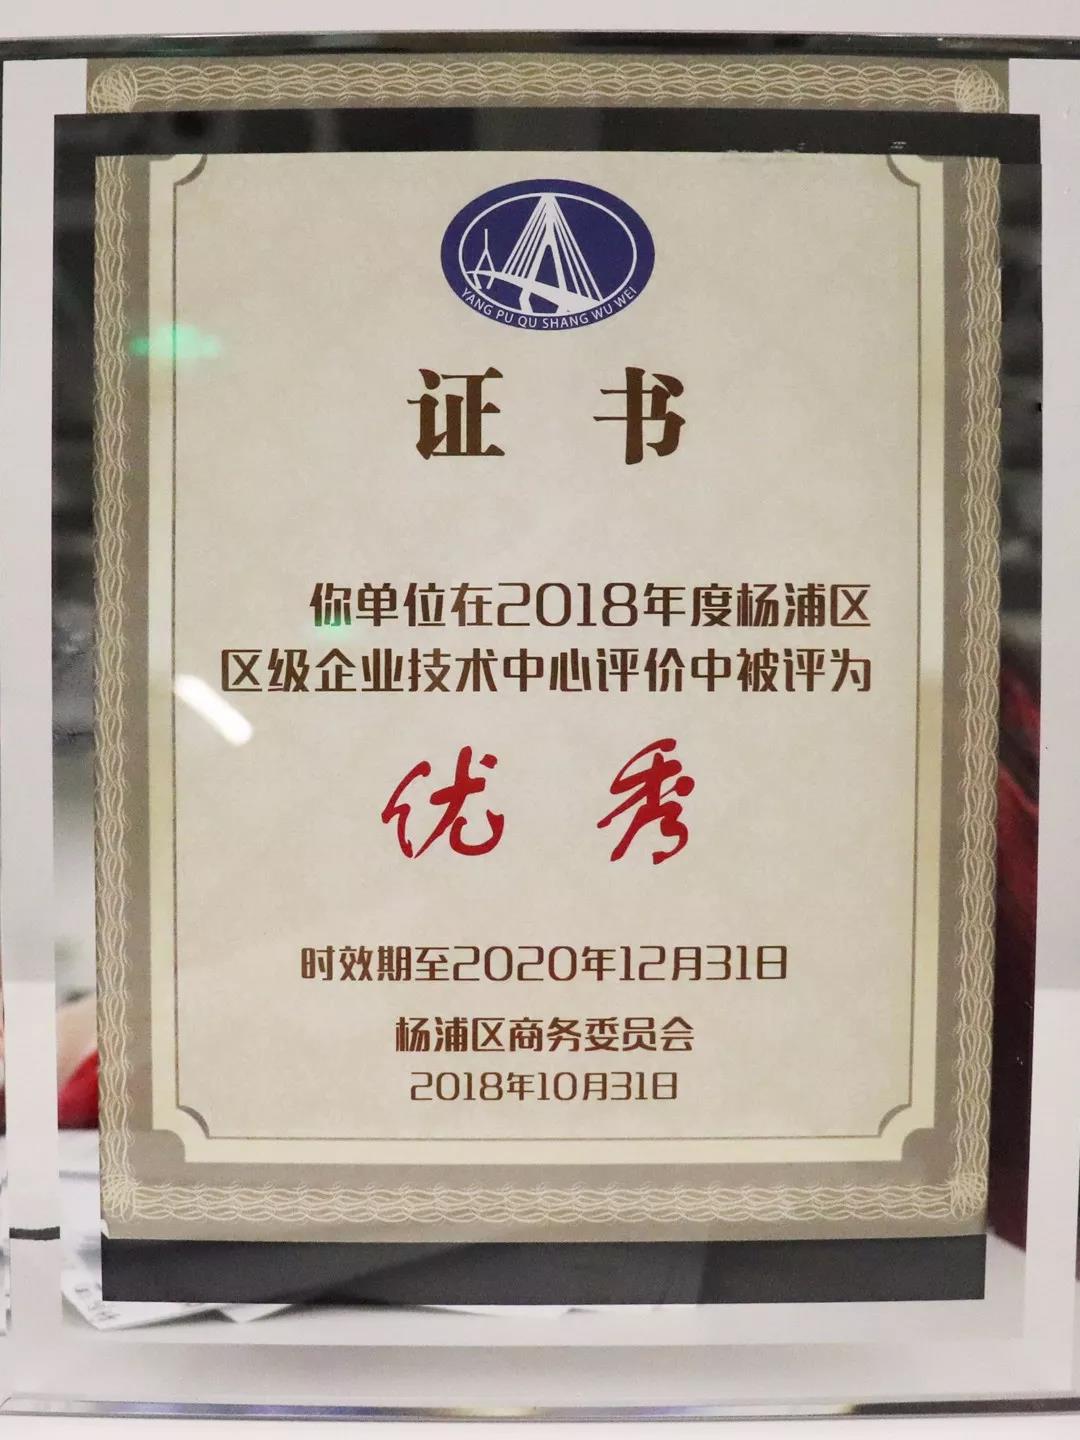 YANG PU QU SHANG WU WEI
证书
你单位在2018年度杨浦区
区级企业技术中心评价中被评为
优秀
时效期至2020年12月31日
杨浦区商务委员会
2018年10月31日